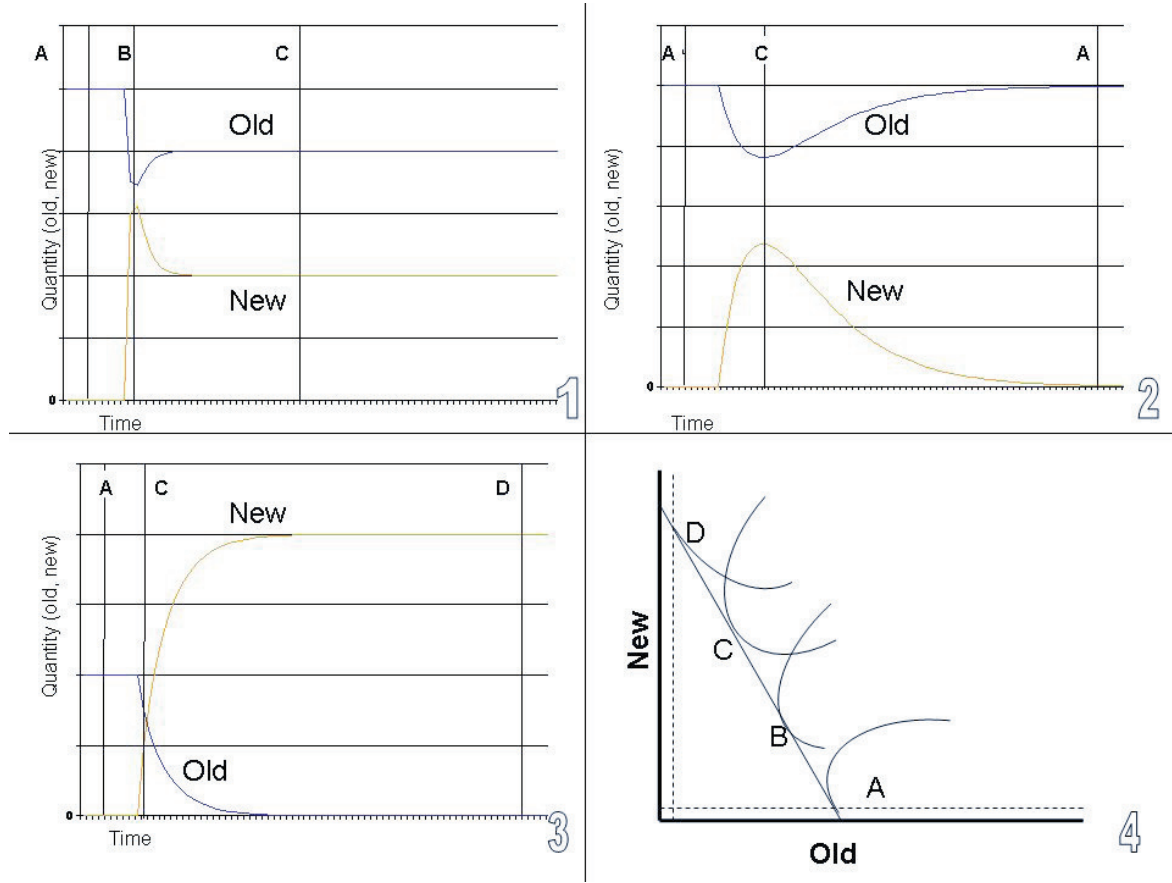 A B C
Old
Quantity (old, new)
New
0
Time
1
A C A
Old
Quantity (old, new)
New
0
Time
2
A C D
New
Quantity (old, new)
Old
0
Time
3
D
New
C
B
A
Old
4